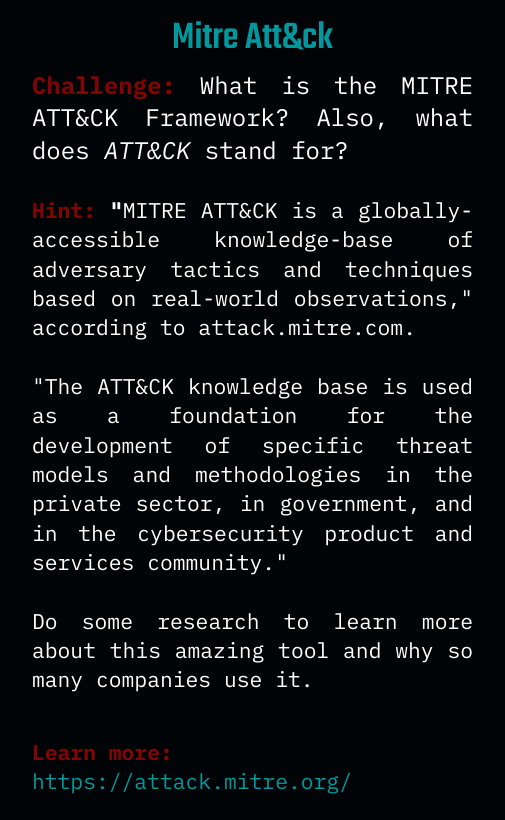 Mitre Att&ck
Challenge: What is the MITRE
ATT&CK Framework? Also, what
does ATT&CK stand for?
Hint: "MITRE ATT&CK is a globally-
accessible knowledge-base of
adversary tactics and techniques
based on real-world observations,"
according to attack.mitre.com.
"The ATT&CK knowledge base is used
as a foundation for the
development of specific threat
models and methodologies in the
private sector, in government, and
in the cybersecurity product and
services community."
Do some research to learn more
about this amazing tool and why so
many companies use it.
Learn more:
https://attack.mitre.org/